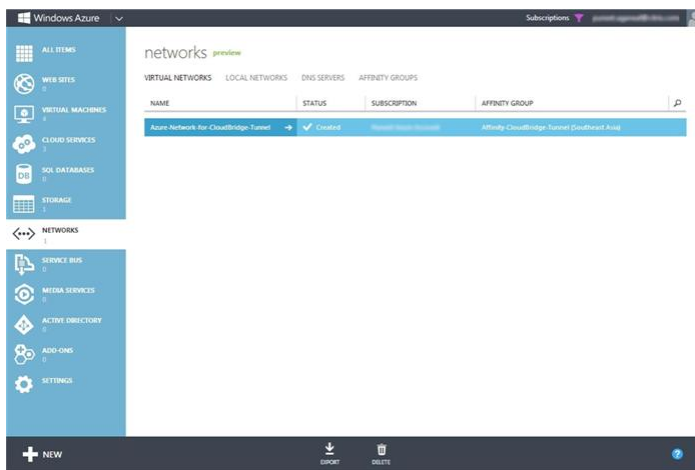 Windows Azure
Subscriptions
ALL ITEMS
WEB SITES
0
VIRTUAL MACHINES
4
CLOUD SERVICES
3
DB
SQL DATABASES
0
STORAGE
1
NETWORKS
1
SERVICE BUS
0
MEDIA SERVICES
0
ACTIVE DIRECTORY
0
ADD-ONS
0
SETTINGS
networks preview
VIRTUAL NETWORKS LOCAL NETWORKS DNS SERVERS AFFINITY GROUPS
NAME STATUS SUBSCRIPTION AFFINITY GROUP
Azure-Network-for-CloudBridge-Tunnel Created Affinity-CloudBridge-Tunnel (Southeast Asia)
NEW
EXPORT
DELETE
?